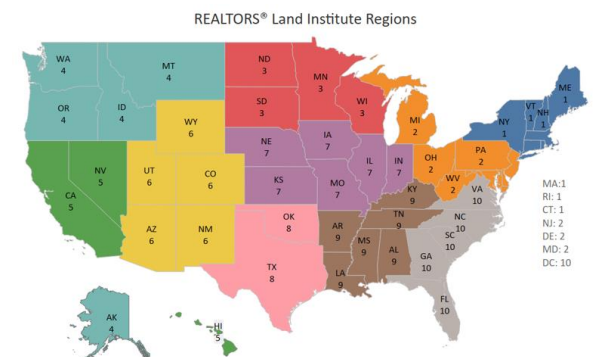 REALTORS® Land Institute Regions
WA
4
MT
4
ND
3
MN
3
OR
4
ID
4
SD
3
WI
3
MI
2
ME
1
VT
1
NH
1
NY
1
WY
6
NE
7
IA
7
IL
7
IN
7
OH
2
PA
2
WV
2
NV
5
CA
5
UT
6
CO
6
KS
7
MO
7
KY
9
VA
10
MA:1
RI: 1
CT: 1
NJ: 2
DE: 2
MD: 2
DC: 10
AZ
6
NM
6
OK
8
AR
9
TN
9
NC
10
SC
10
TX
8
LA
9
MS
9
AL
9
GA
10
FL
10
AK
4
HI
5